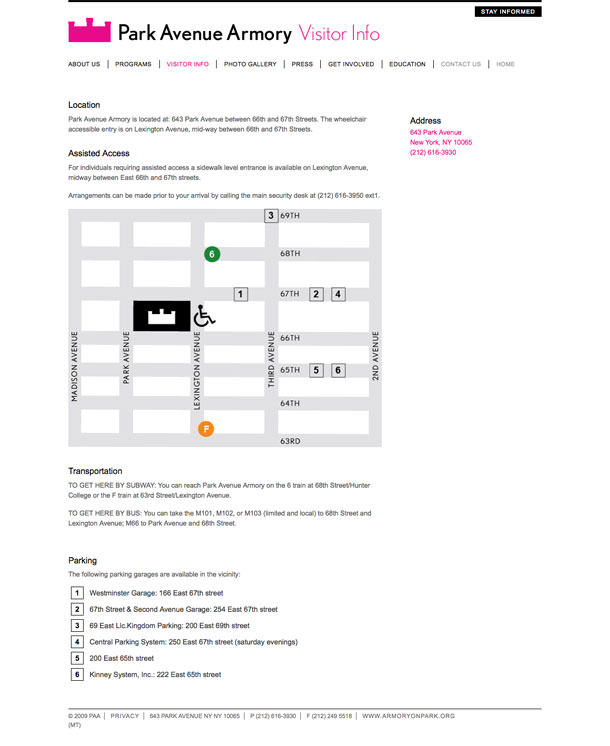 STAY INFORMED
Park Avenue Armory Visitor Info
ABOUT US | PROGRAMS | VISITOR INFO | PHOTO GALLERY | PRESS | GET INVOLVED | EDUCATION | CONTACT US | HOME
Location
Park Avenue Armory is located at: 643 Park Avenue between 66th and 67th Streets. The wheelchair
accessible entry is on Lexington Avenue, mid-way between 66th and 67th Streets.
Assisted Access
For individuals requiring assisted access a sidewalk level entrance is available on Lexington Avenue,
midway between East 66th and 67th streets.
Arrangements can be made prior to your arrival by calling the main security desk at (212) 616-3950 ext1.
Address
643 Park Avenue
New York, NY 10065
(212) 616-3930
3 69TH
6 68TH
1 67TH 2 4
66TH
65TH 5 6
64TH
F
63RD
MADISON AVENUE
PARK AVENUE
LEXINGTON AVENUE
THIRD AVENUE
2ND AVENUE
Transportation
TO GET HERE BY SUBWAY: You can reach Park Avenue Armory on the 6 train at 68th Street/Hunter
College or the F train at 63rd Street/Lexington Avenue.
TO GET HERE BY BUS: You can take the M101, M102, or M103 (limited and local) to 68th Street and
Lexington Avenue; M66 to Park Avenue and 68th Street.
Parking
The following parking garages are available in the vicinity:
1 Westminster Garage: 166 East 67th street
2 67th Street & Second Avenue Garage: 254 East 67th street
3 69 East Llc.Kingdom Parking: 200 East 69th street
4 Central Parking System: 250 East 67th street (saturday evenings)
5 200 East 65th street
6 Kinney System, Inc.: 222 East 65th street
© 2009 PAA | PRIVACY | 643 PARK AVENUE NY NY 10065 | P (212) 616-3930 | F (212) 249 5518 | WWW.ARMORYONPARK.ORG
(MT)